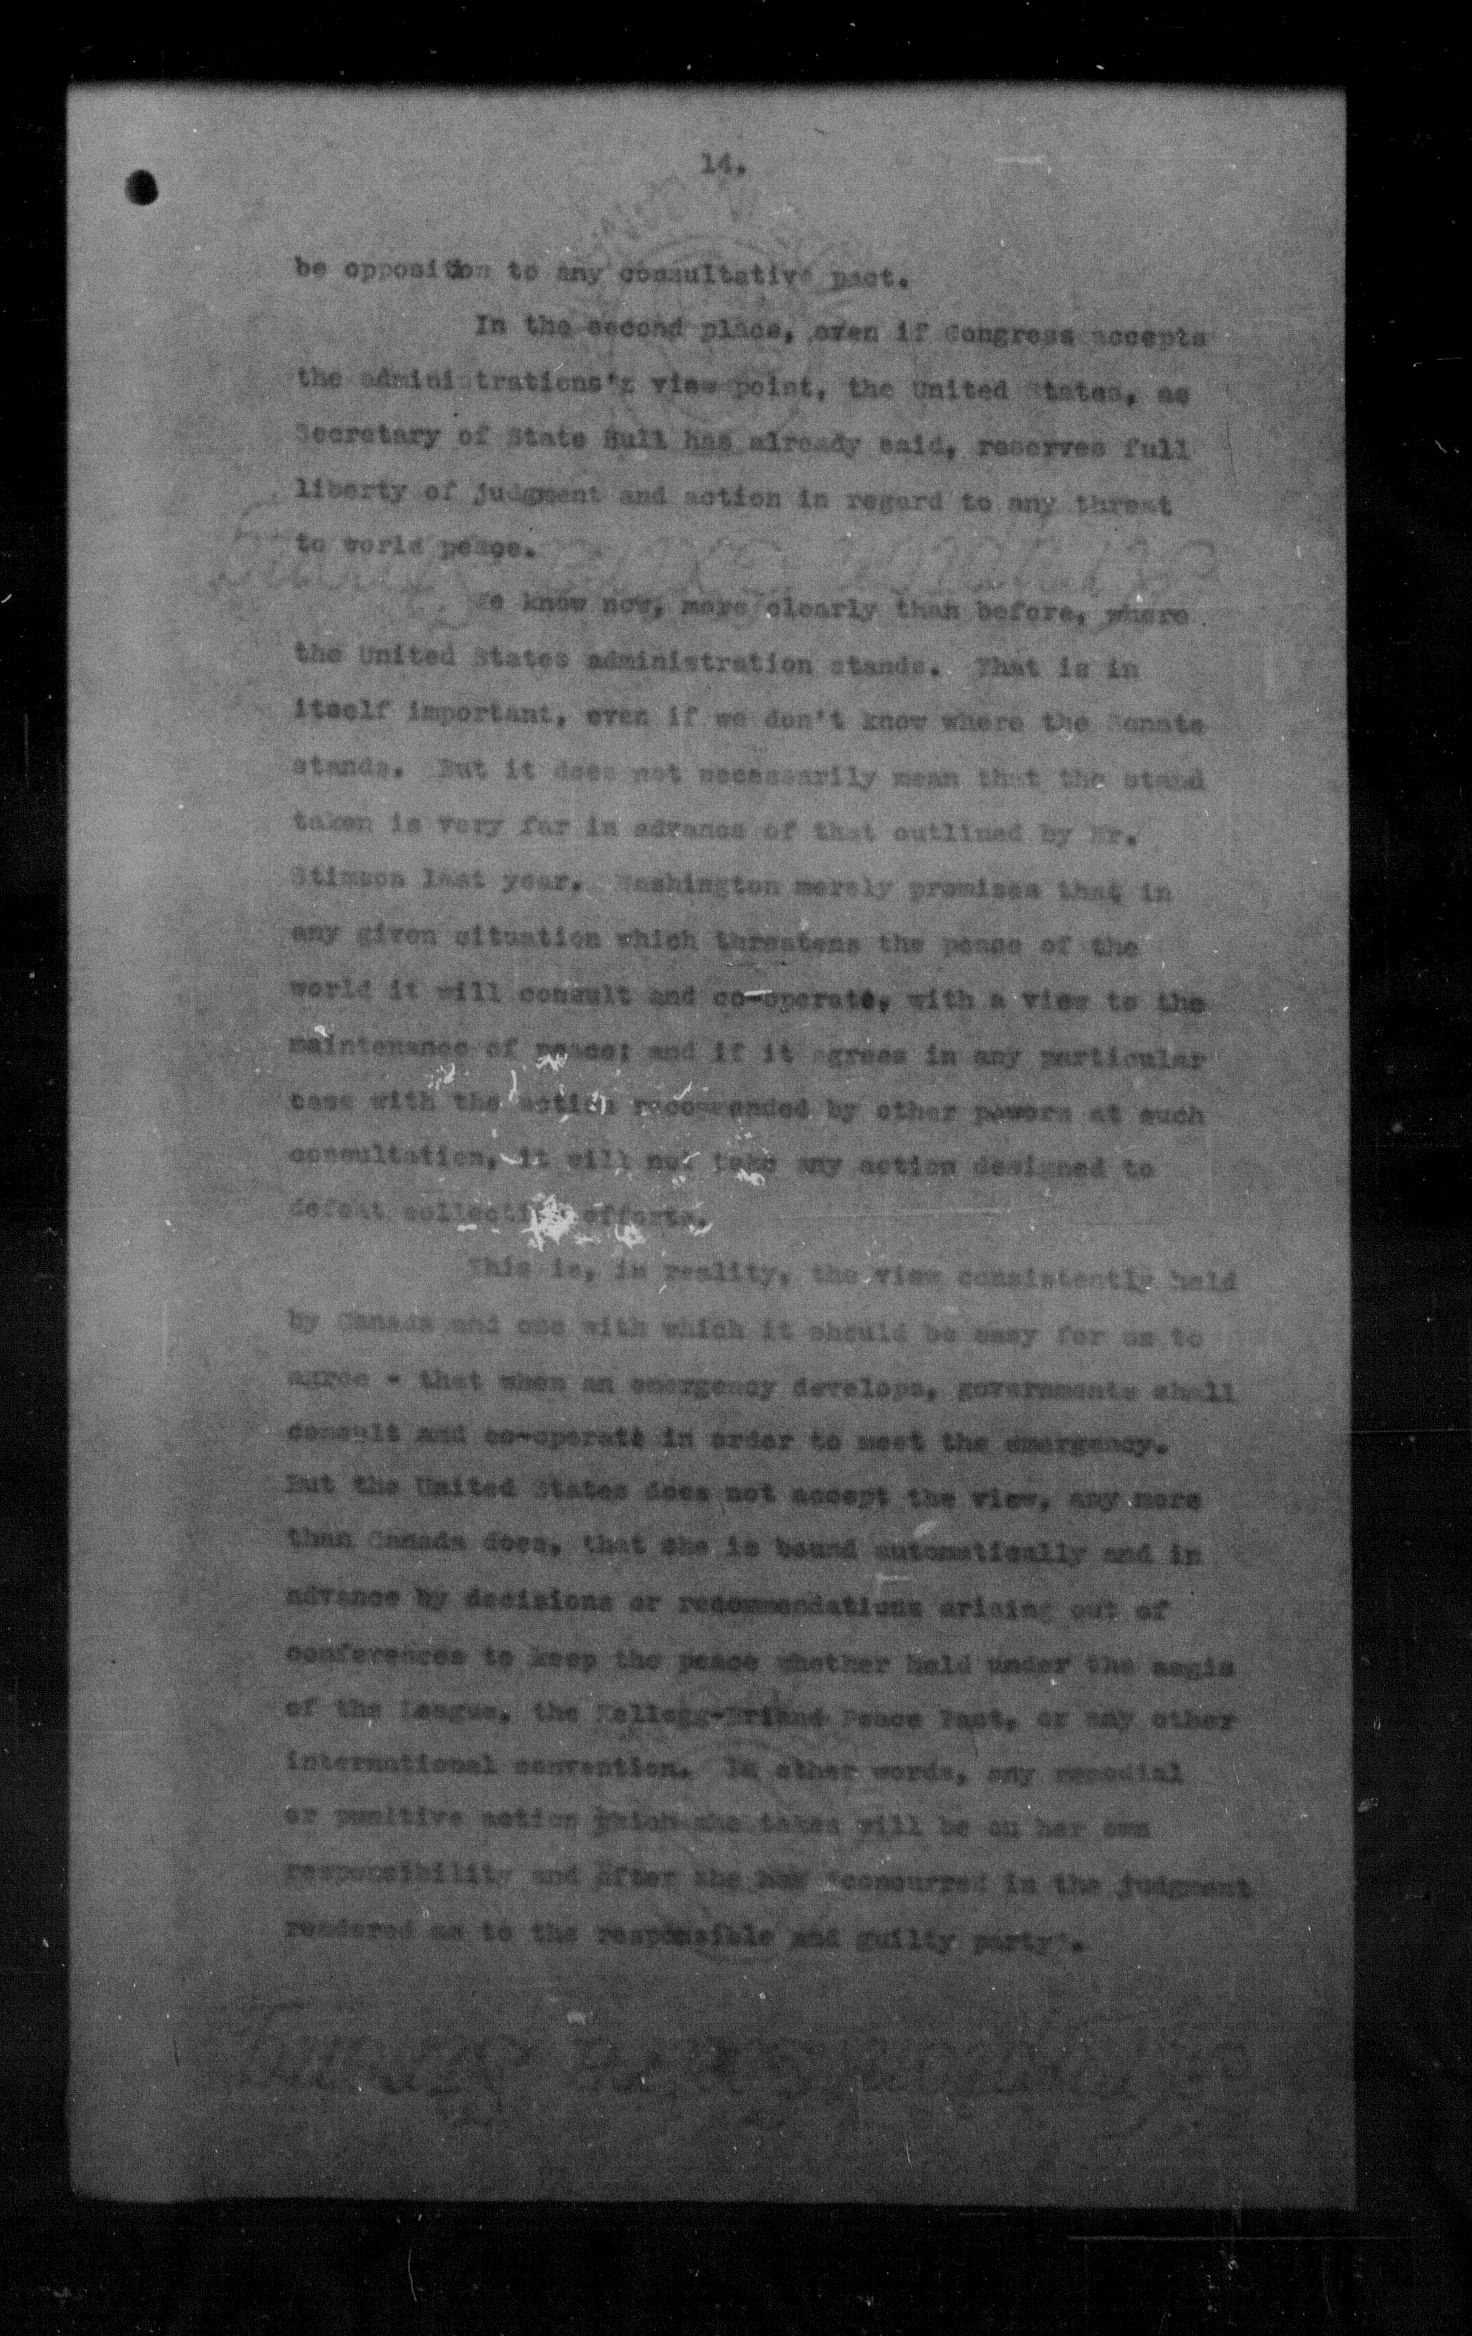 14.
be opposition to any consultative pact.
In the second place, even if Congress accepts
the administrations's view point, the United States, as
Secretary of State Hull has already said, reserves full
liberty of judgment and action in regard to any threat
to world peace.
We know now, more clearly than before, where
the United States administration stands. That is in
itself important, even if we don't know where the Senate
stands. But it does not necessarily mean that the stand
taken is very far in advance of that outlined by Mr.
Stimson last year. Washington merely promises that in
any given situation which threatens the peace of the
world it will consult and co-operate, with a view to the
maintenance of peace; and if it agrees in any particular
case with the action recommended by other powers at such
consultation, it will not take any action designed to
defeat collective efforts.
This is, in reality, the view consistently held
by Canada and one with which it should be easy for us to
agree - that when an emergency develops, governments shall
consult and co-operate in order to meet the emergency.
But the United States does not accept the view, any more
than Canada does, that she is bound automatically and in
advance by decisions or recommendations arising out of
conferences to keep the peace whether held under the aegis
of the League, the Kellogg-Briand Peace Pact, or any other
international convention. In other words, any remedial
or punitive action which she takes will be on her own
responsibility and after she has "concurred in the judgment
rendered as to the responsible and guilty party".